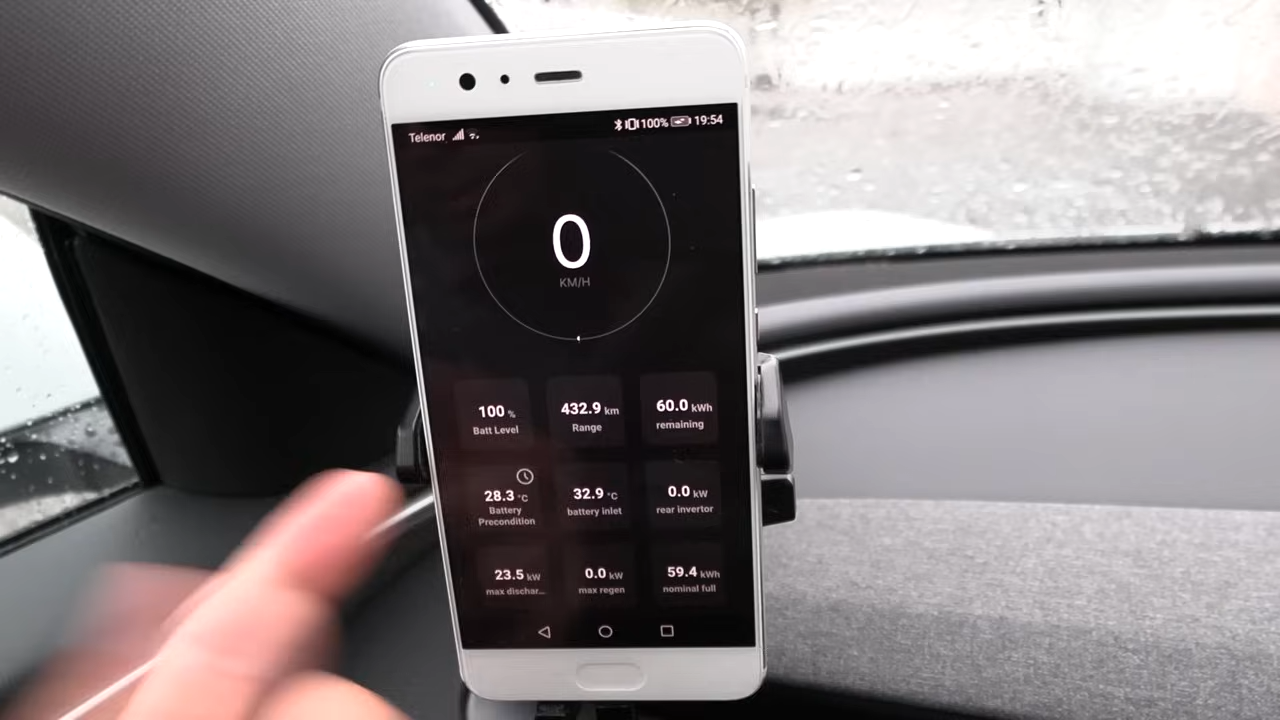 Telenor 100% 19:54
0
KM/H
100 % 432.9 km 60.0 kWh
Batt Level Range remaining
28.3 °C 32.9 °C 0.0 kW
Battery Precondition battery inlet rear invertor
23.5 kW 0.0 kW 59.4 kWh
max dischar... max regen nominal full